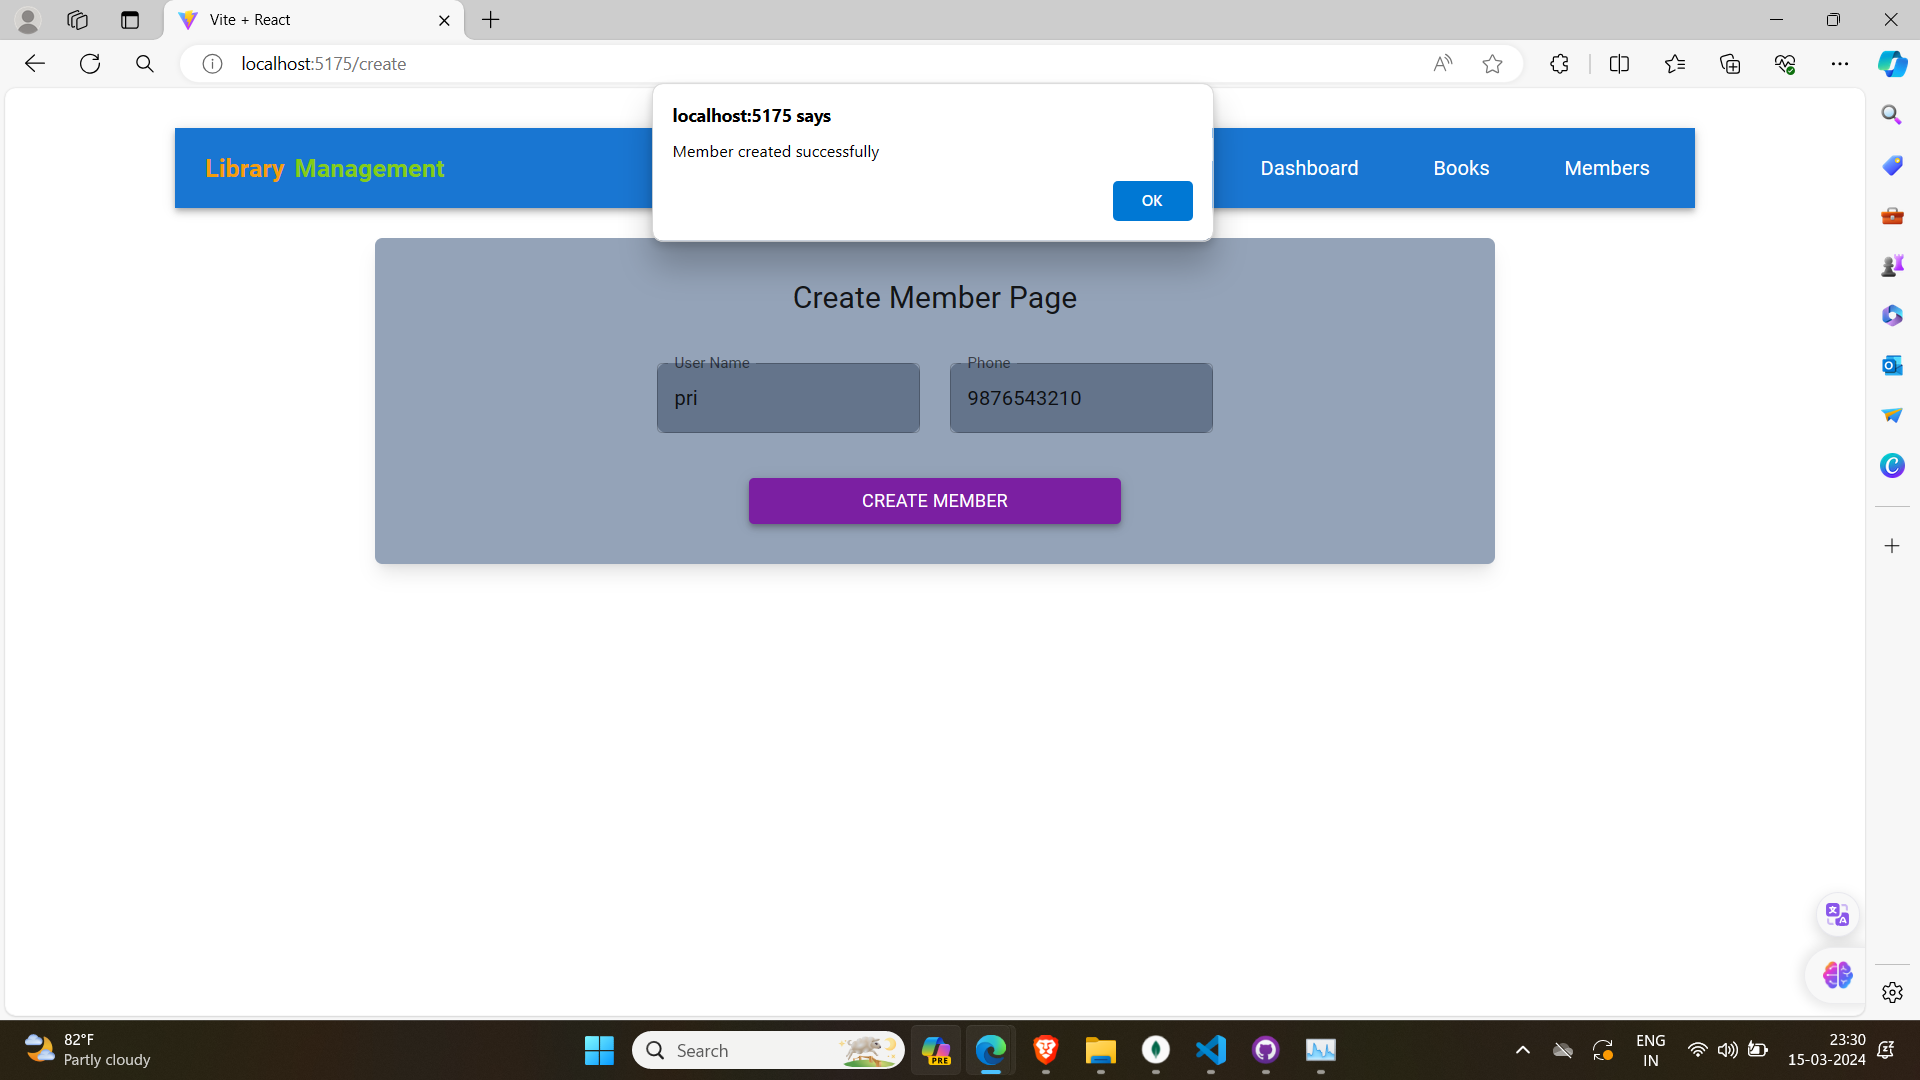 Vite + React
localhost:5175/create
localhost:5175 says
Member created successfully
OK
Library Management
Dashboard
Books
Members
Create Member Page
User Name
Phone
pri
9876543210
CREATE MEMBER
82°F
Partly cloudy
Search
PRE
ENG
IN
23:30
15-03-2024